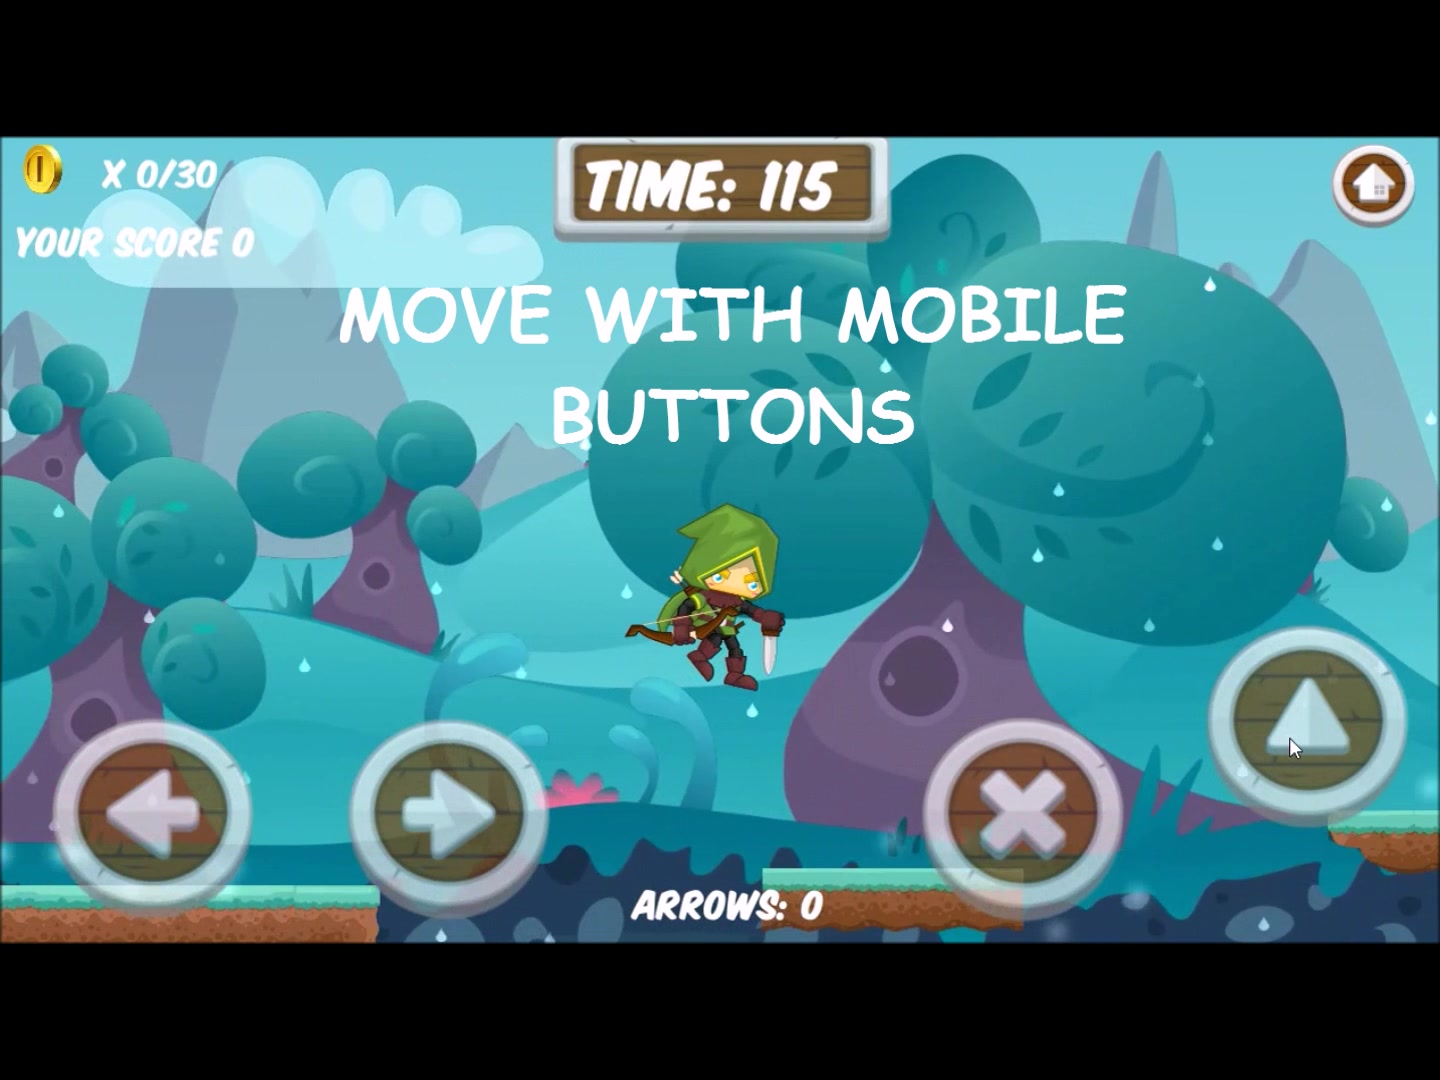 X 0/30
TIME: 115
YOUR SCORE 0
MOVE WITH MOBILE
BUTTONS
ARROWS: 0